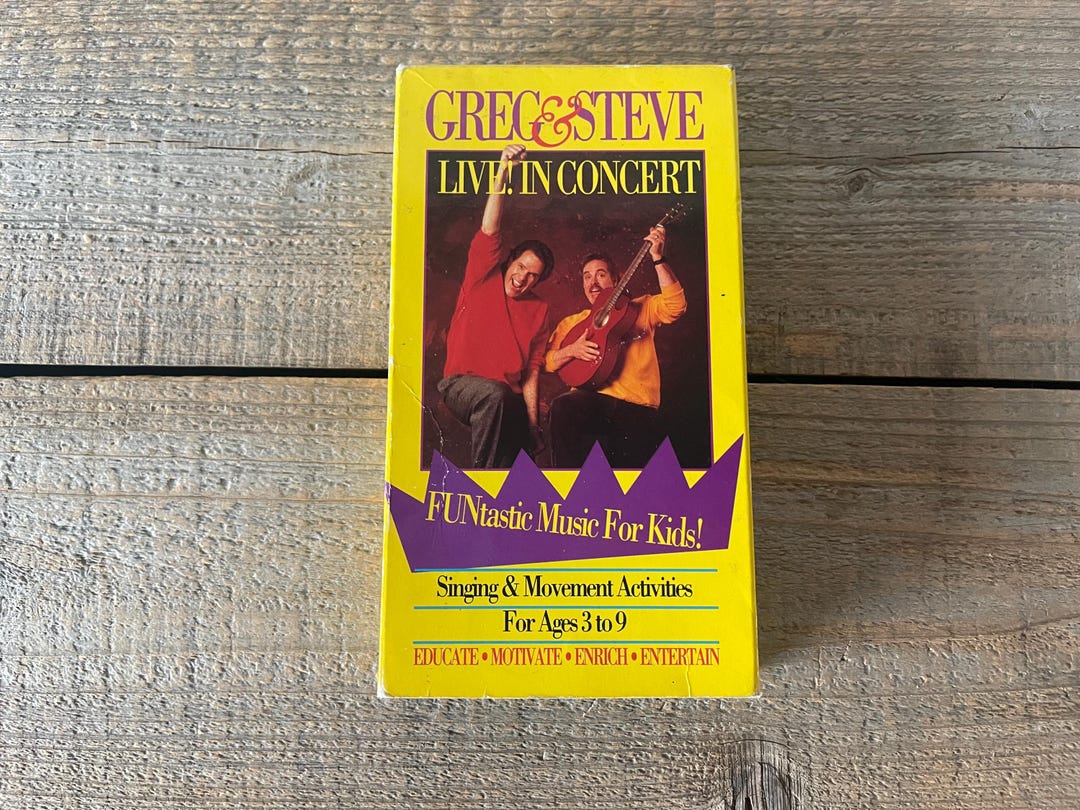 GREG & STEVE
LIVE! IN CONCERT
FUNtastic Music For Kids!
Singing & Movement Activities
For Ages 3 to 9
EDUCATE • MOTIVATE • ENRICH • ENTERTAIN